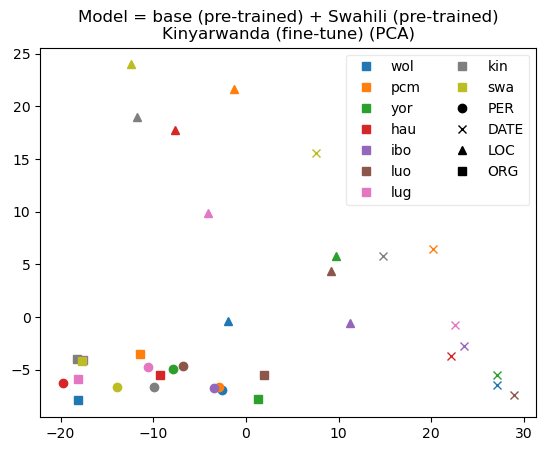 Model = base (pre-trained) + Swahili (pre-trained)
Kinyarwanda (fine-tune) (PCA)
25
20
15
10
5
0
−5
−20
−10
0
10
20
30
wol
pcm
yor
hau
ibo
luo
lug
kin
swa
PER
DATE
LOC
ORG